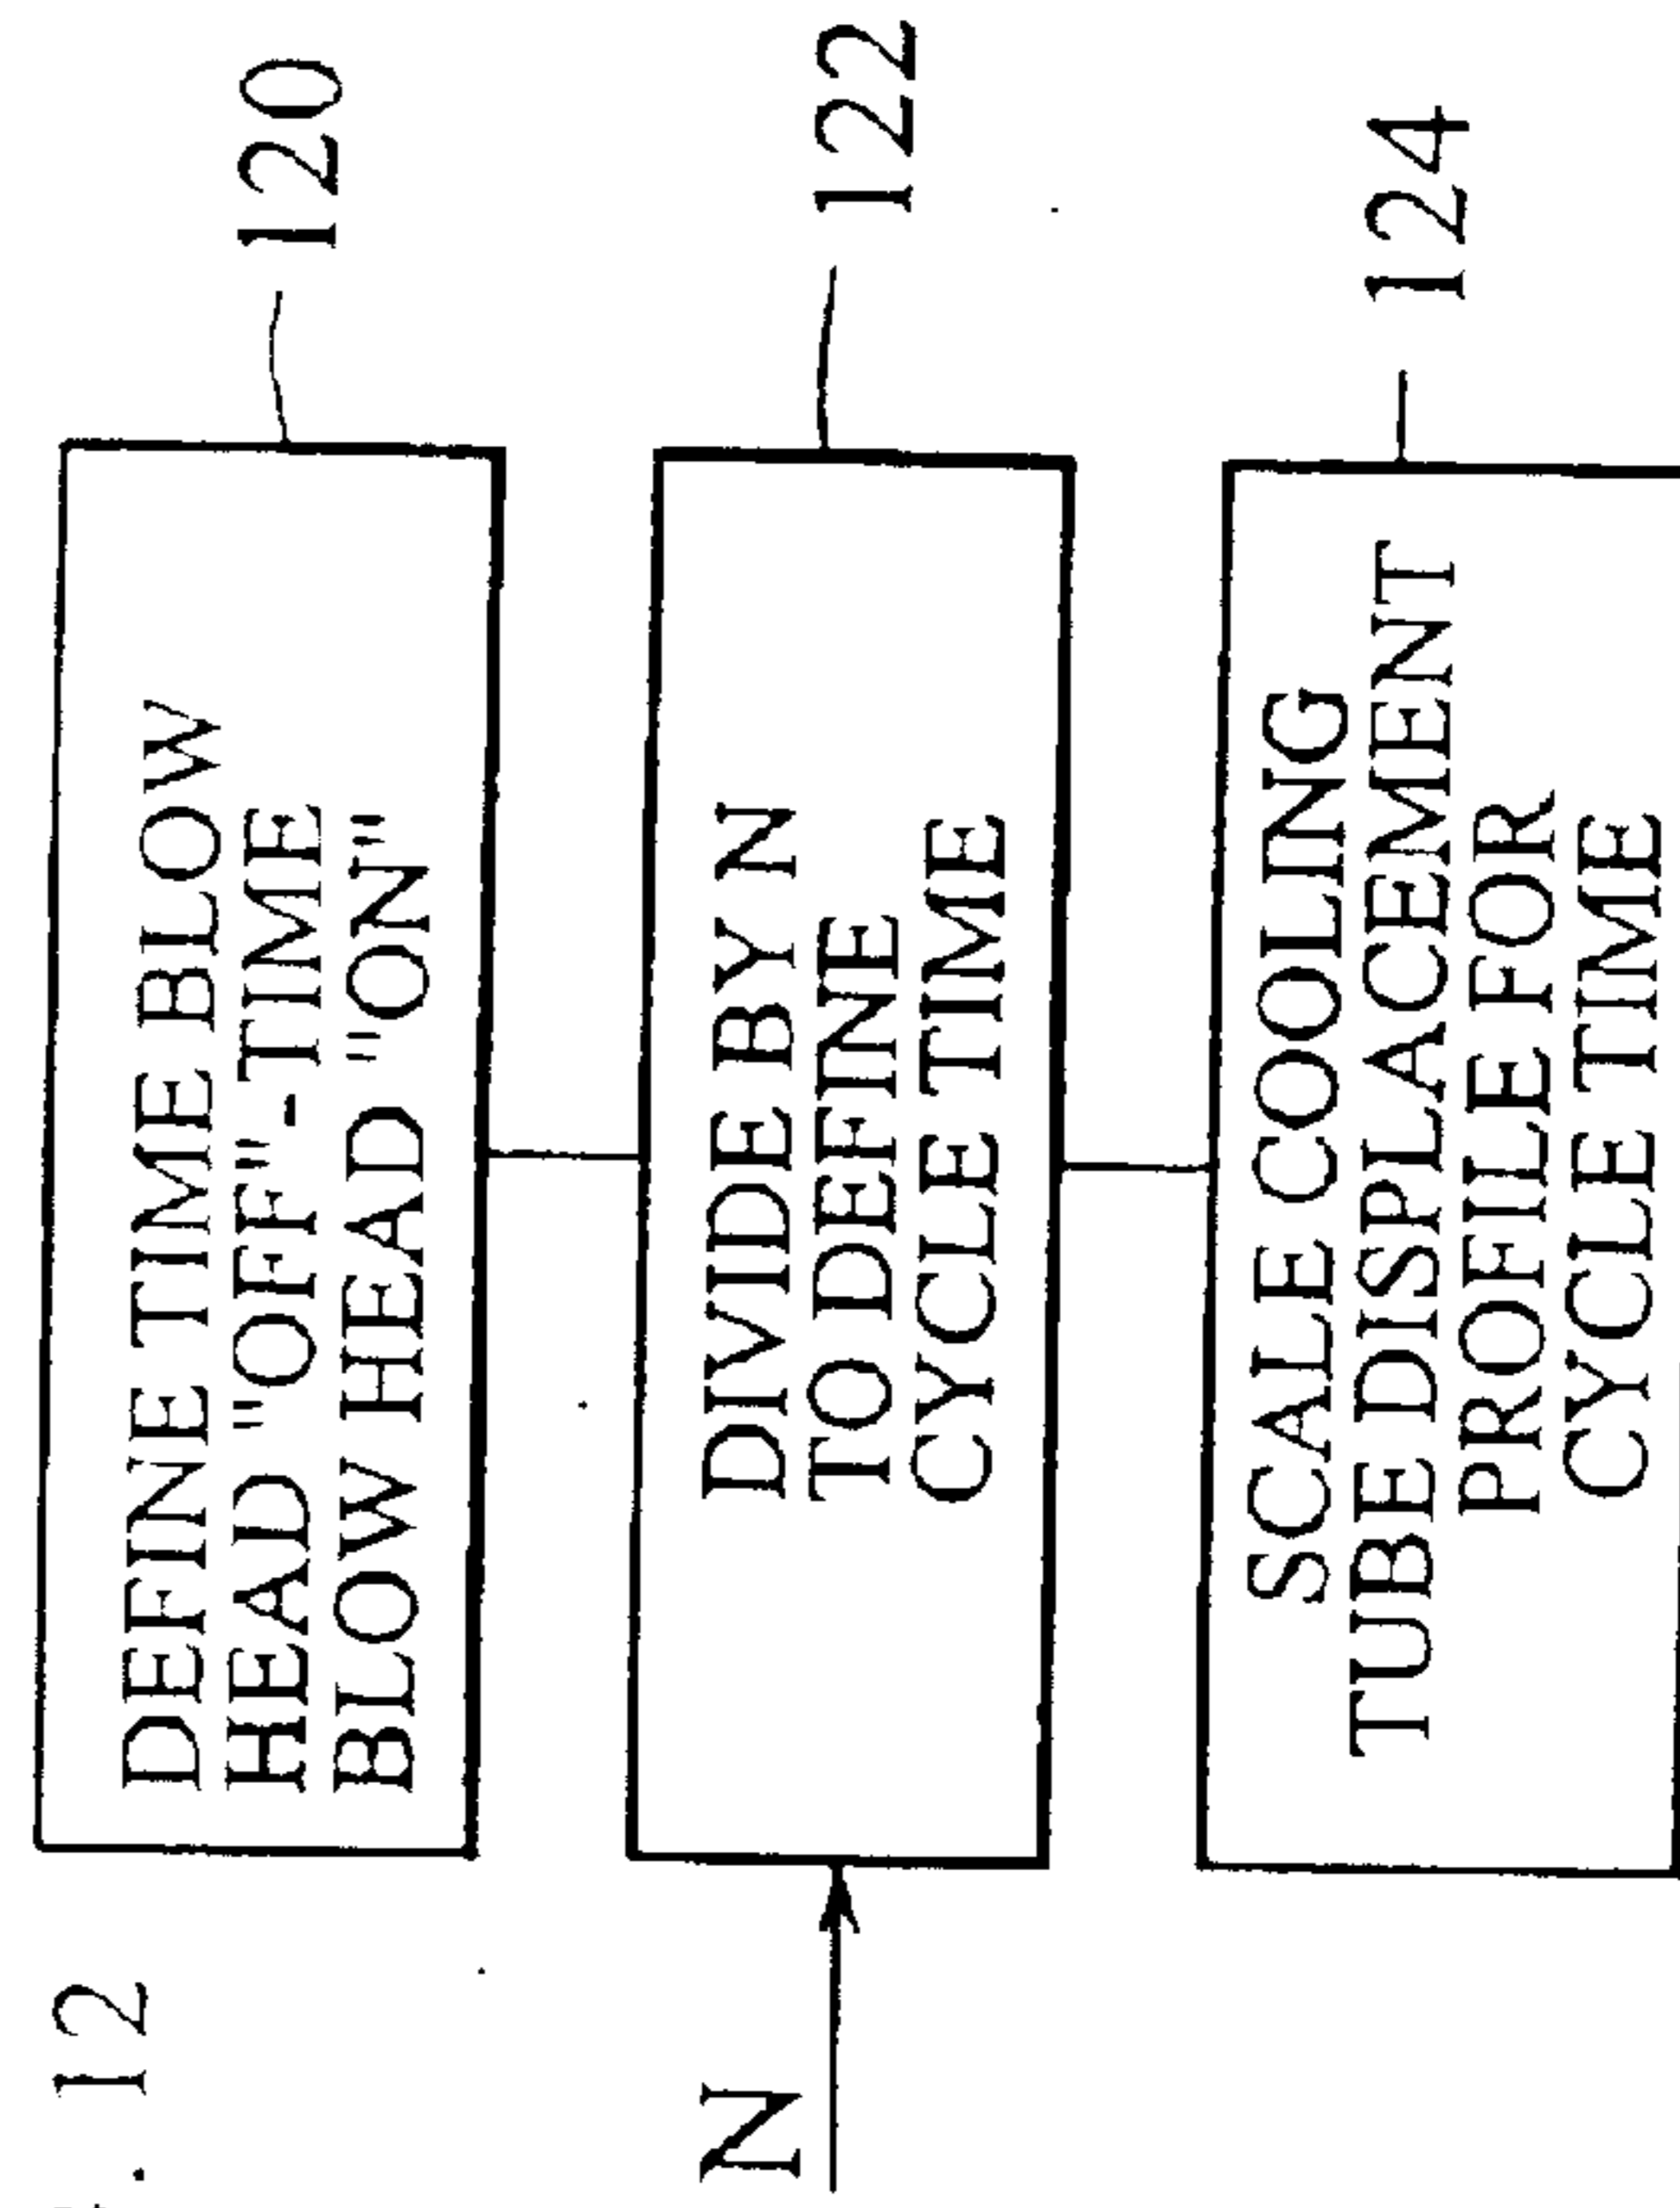 . 12
DEFINE TIME BLOW
HEAD "OFF"-TIME
BLOW HEAD "ON"
120
N
DIVIDE BY N
TO DEFINE
CYCLE TIME
122
SCALE COOLING
TUBE DISPLACEMENT
PROFILE FOR
CYCLE TIME
124